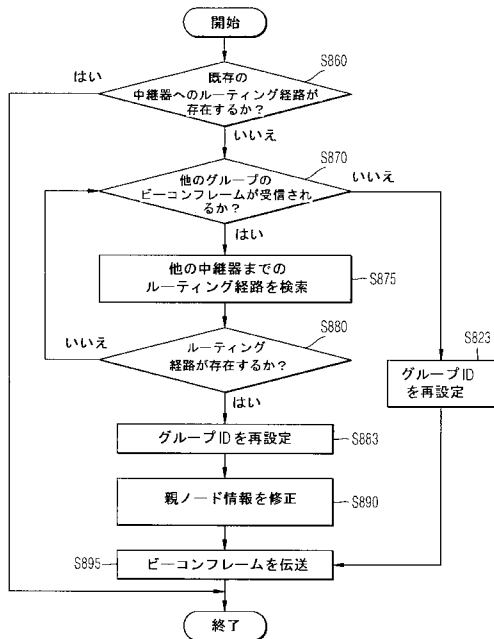 開始
S860
はい
既存の
中継器へのルーティング経路が
存在するか?
いいえ
S870
他のグループの
ビーコンフレームが受信され
るか?
いいえ
はい
他の中継器までの
ルーティング経路を検索
S875
S880
いいえ
ルーティング
経路が存在するか?
はい
S823
グループID
を再設定
グループIDを再設定
S883
親ノード情報を修正
S890
S895
ビーコンフレームを伝送
終了